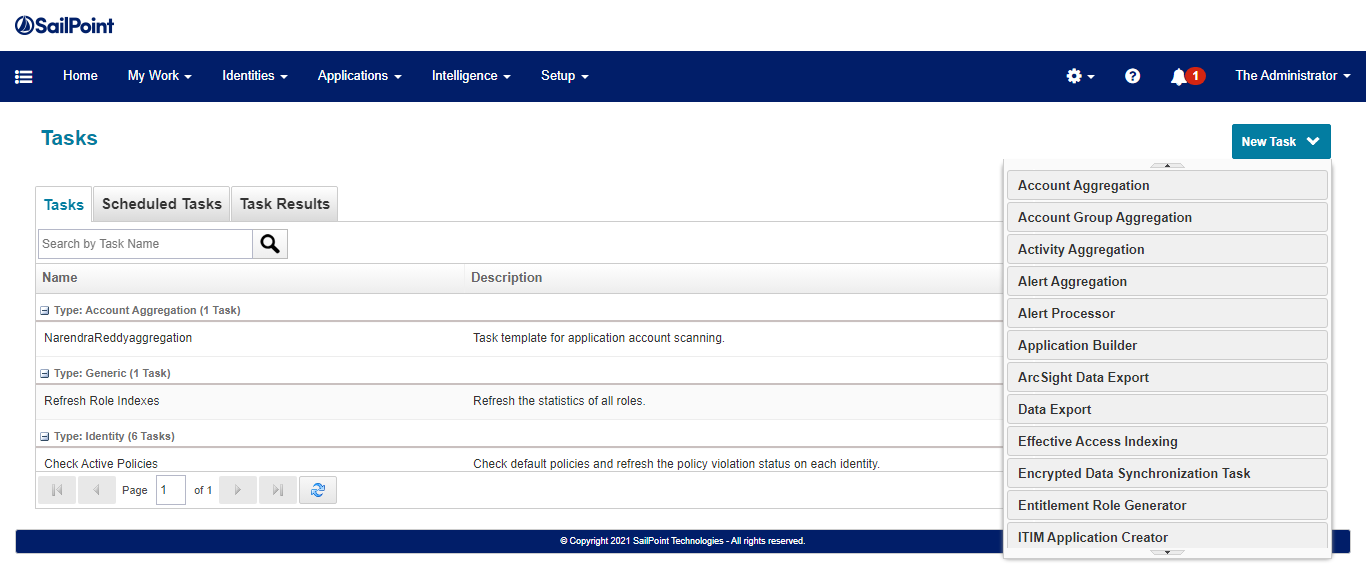 SailPoint
Home My Work Identities Applications Intelligence Setup 1 The Administrator
Tasks
New Task
Tasks Scheduled Tasks Task Results
Search by Task Name
Name Description
Type: Account Aggregation (1 Task)
NarendraReddyaggregation Task template for application account scanning.
Type: Generic (1 Task)
Refresh Role Indexes Refresh the statistics of all roles.
Type: Identity (6 Tasks)
Check Active Policies Check default policies and refresh the policy violation status on each identity.
Page 1 of 1
Account Aggregation
Account Group Aggregation
Activity Aggregation
Alert Aggregation
Alert Processor
Application Builder
ArcSight Data Export
Data Export
Effective Access Indexing
Encrypted Data Synchronization Task
Entitlement Role Generator
ITIM Application Creator
© Copyright 2021 SailPoint Technologies - All rights reserved.